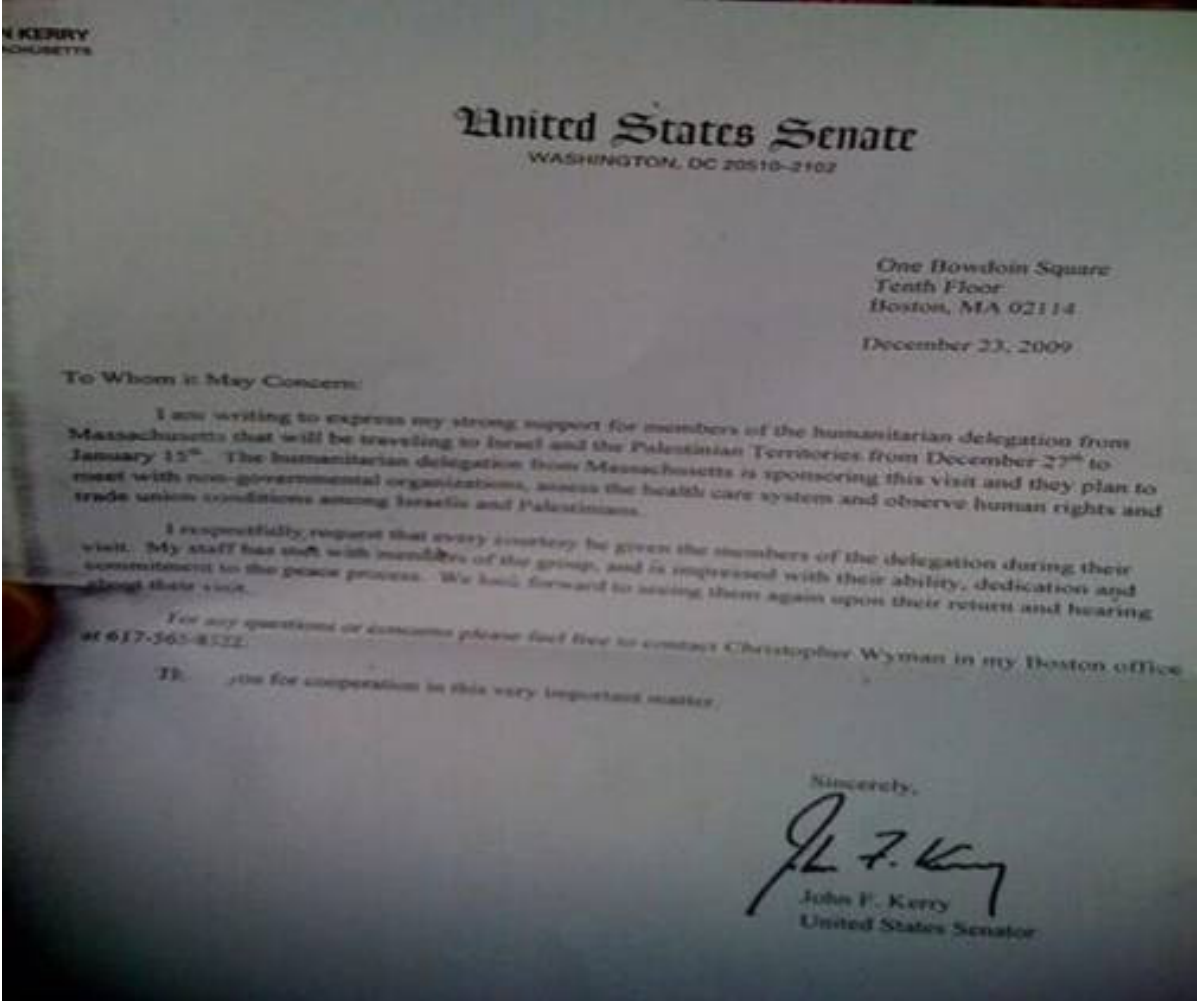 N KERRY
MASSACHUSETTS
United States Senate
WASHINGTON, DC 20510-2102
One Bowdoin Square
Tenth Floor
Boston, MA 02114
December 23, 2009
To Whom it May Concern:
I am writing to express my strong support for members of the humanitarian delegation from
Massachusetts that will be traveling to Israel and the Palestinian Territories from December 27th to
January 15th. The humanitarian delegation from Massachusetts is sponsoring this visit and they plan to
meet with non-governmental organizations, assess the health care system and observe human rights and
trade union conditions among Israelis and Palestinians.
I respectfully request that every courtesy be given the members of the delegation during their
visit. My staff has met with members of the group, and is impressed with their ability, dedication and
commitment to the peace process. We look forward to seeing them again upon their return and hearing
about their visit.
For any questions or concerns please feel free to contact Christopher Wyman in my Boston office
at 617-565-8522.
Th you for cooperation in this very important matter.
Sincerely,
John F. Kerry
John F. Kerry
United States Senator